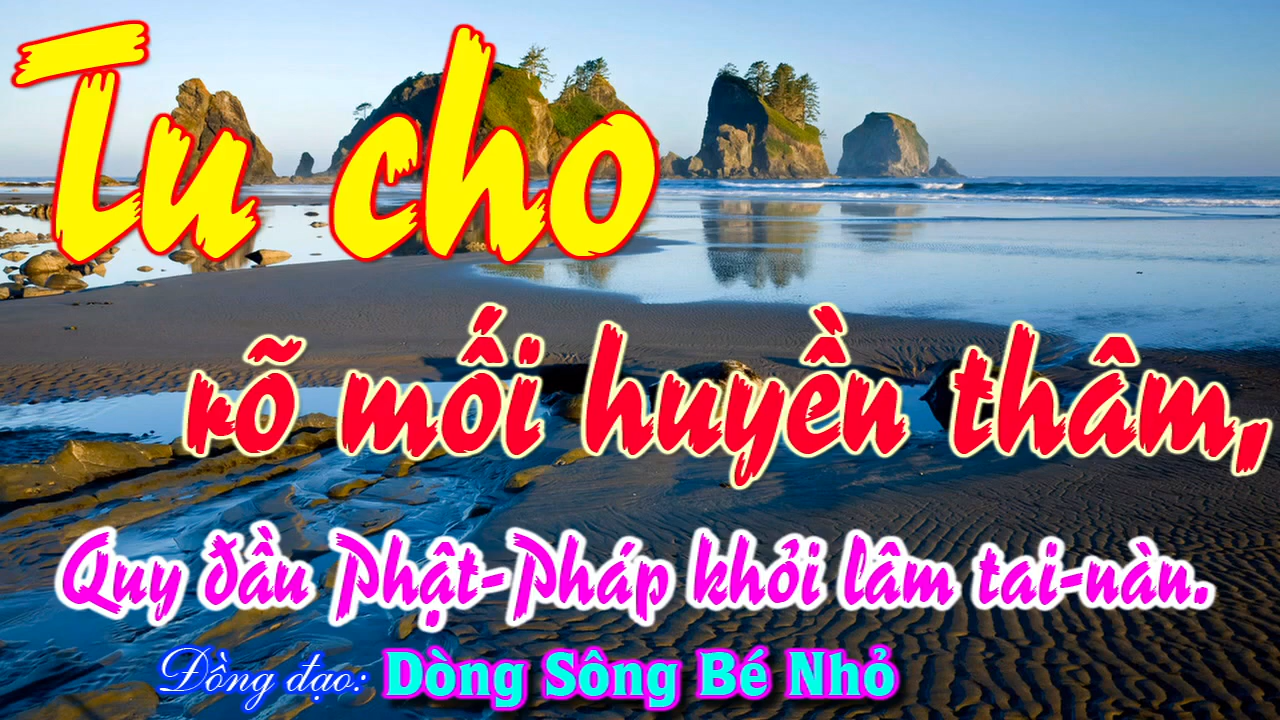 Tu cho
rõ mối huyền thâm,
Quy đầu Phật-Pháp khỏi lâm tai-nàn.
Đồng đạo: Dòng Sông Bé Nhỏ